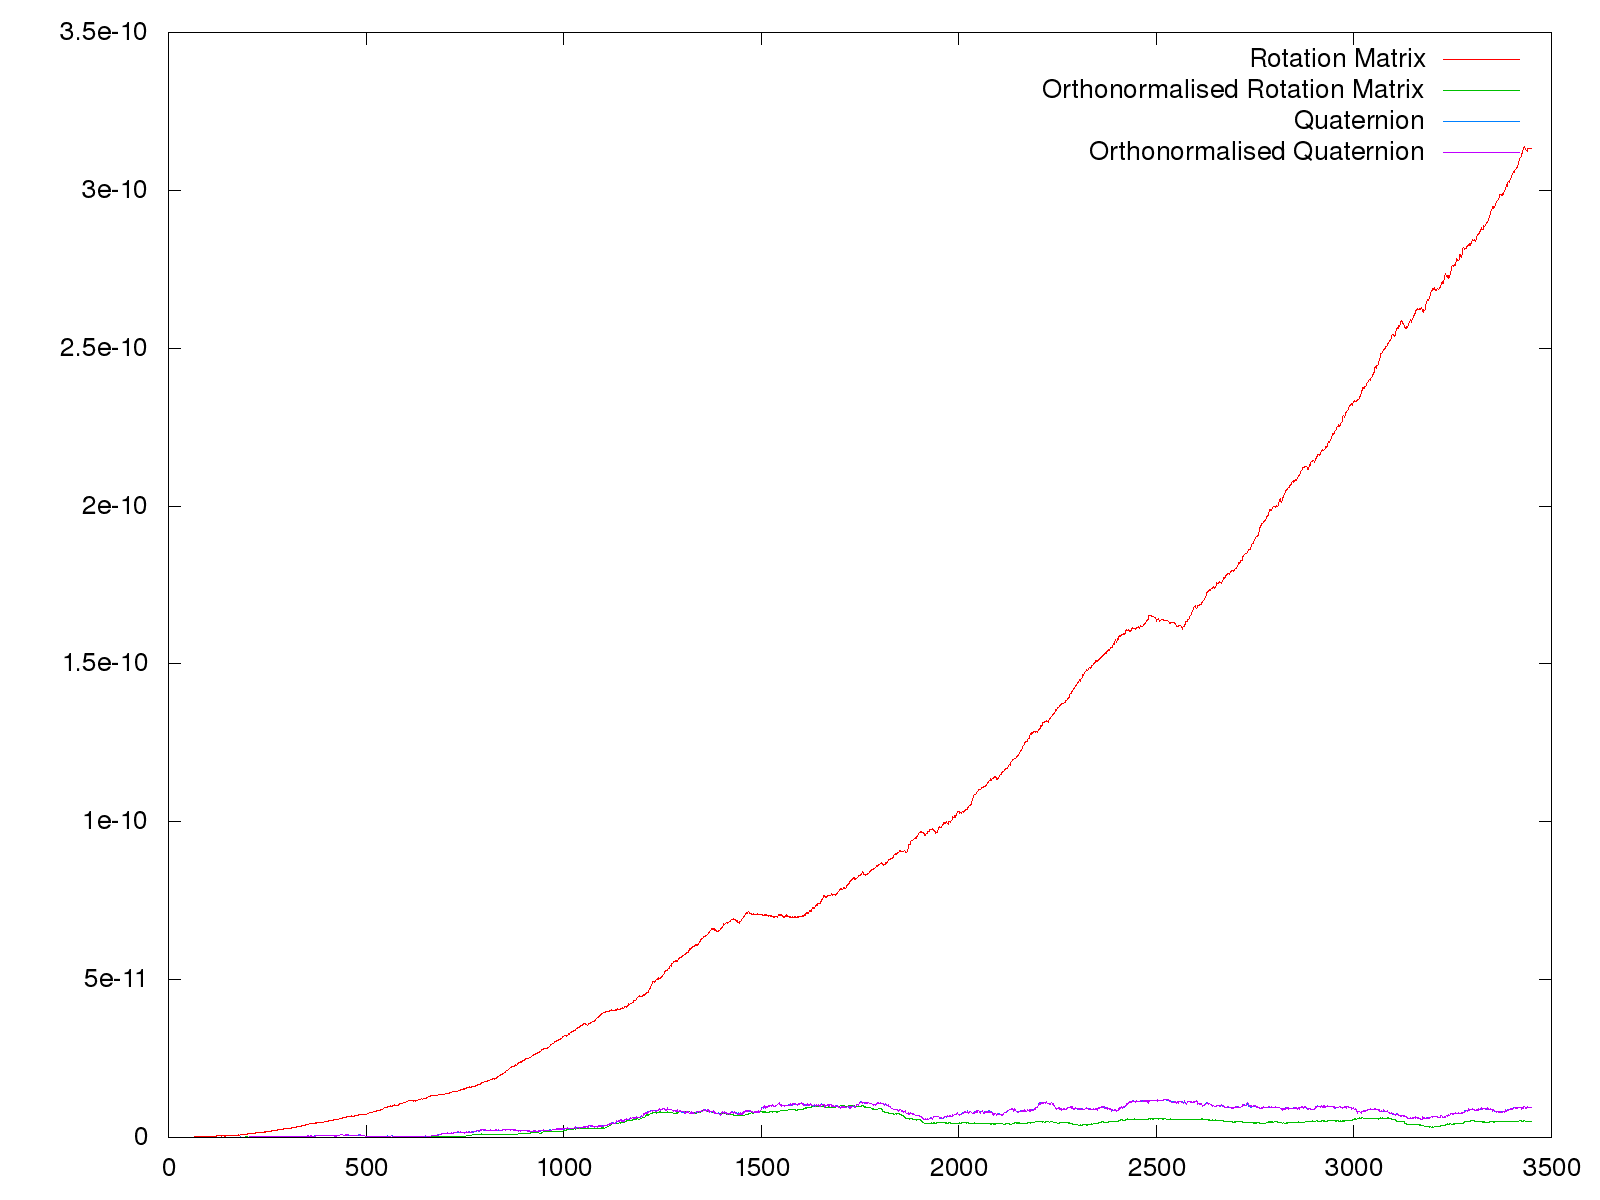 3.5e-10
3e-10
2.5e-10
2e-10
1.5e-10
1e-10
5e-11
0
0 500 1000 1500 2000 2500 3000 3500
Rotation Matrix
Orthonormalised Rotation Matrix
Quaternion
Orthonormalised Quaternion